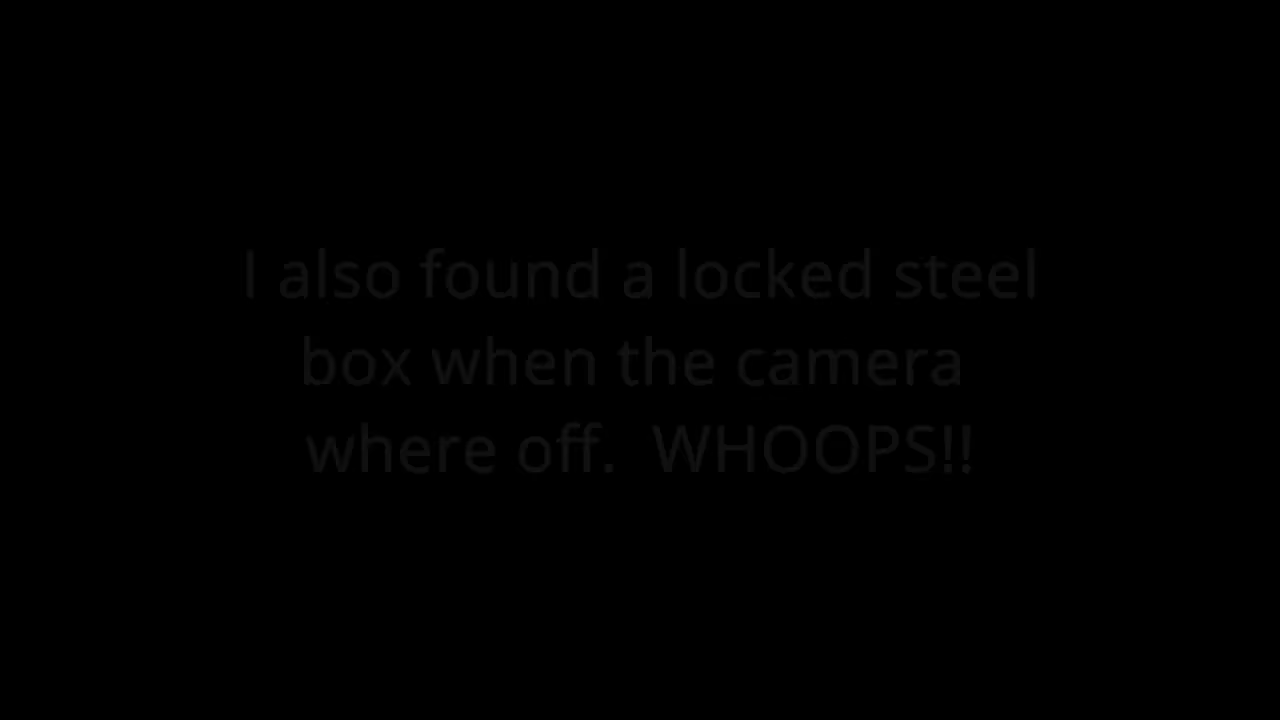 I also found a locked steel
box when the camera
where off.  WHOOPS!!